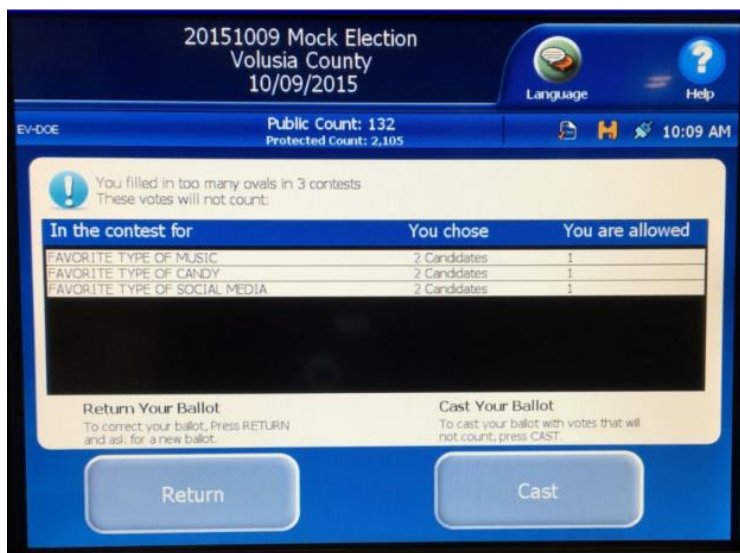 20151009 Mock Election
Volusia County
10/09/2015
Language
Help
EV-DOE
Public Count: 132
Protected Count: 2,105
10:09 AM
You filled in too many ovals in 3 contests
These votes will not count:
In the contest for You chose You are allowed
FAVORITE TYPE OF MUSIC 2 Candidates 1
FAVORITE TYPE OF CANDY 2 Candidates 1
FAVORITE TYPE OF SOCIAL MEDIA 2 Candidates 1
Return Your Ballot
To correct your ballot, Press RETURN
and ask for a new ballot.
Cast Your Ballot
To cast your ballot with votes that will
not count, press CAST.
Return
Cast